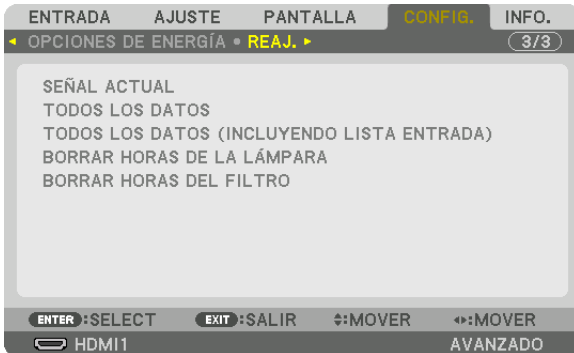 ENTRADA AJUSTE PANTALLA CONFIG. INFO.
OPCIONES DE ENERGÍA • REAJ. 3/3
SEÑAL ACTUAL
TODOS LOS DATOS
TODOS LOS DATOS (INCLUYENDO LISTA ENTRADA)
BORRAR HORAS DE LA LÁMPARA
BORRAR HORAS DEL FILTRO
ENTER :SELECT EXIT :SALIR :MOVER :MOVER
HDMI1 AVANZADO